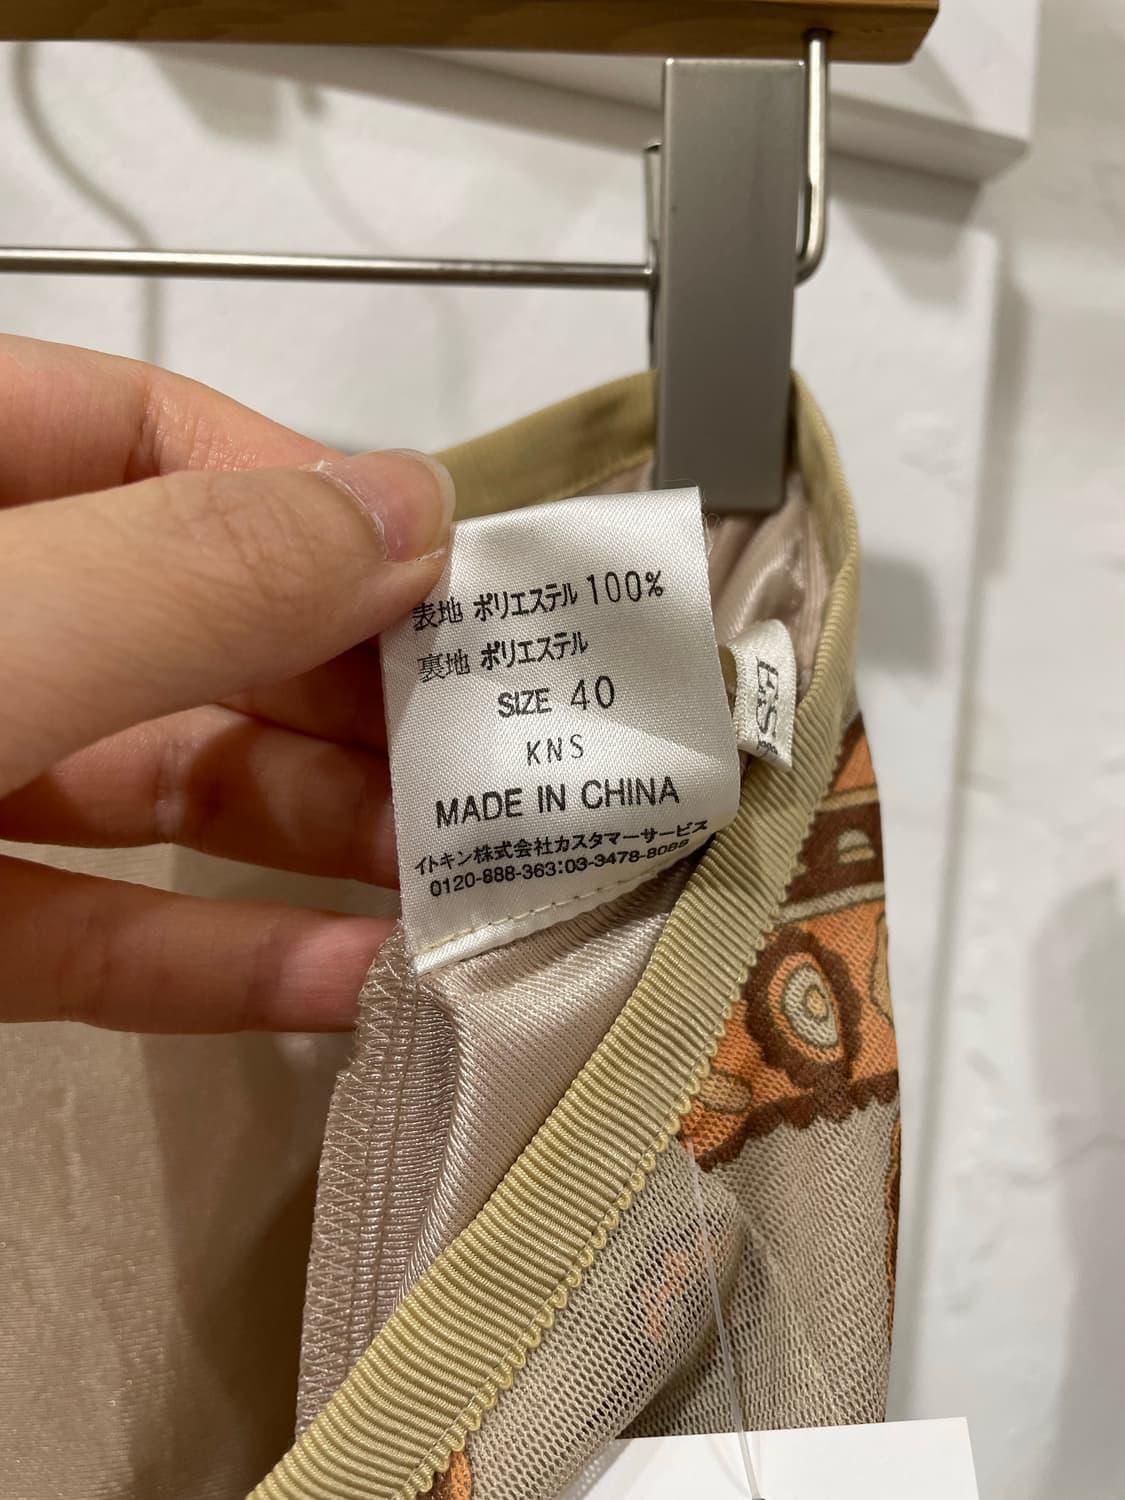 表地 ポリエステル 100%
裏地 ポリエステル
SIZE 40
KNS
MADE IN CHINA
イトキン株式会社カスタマーサービス
0120-888-363:03-3478-8088